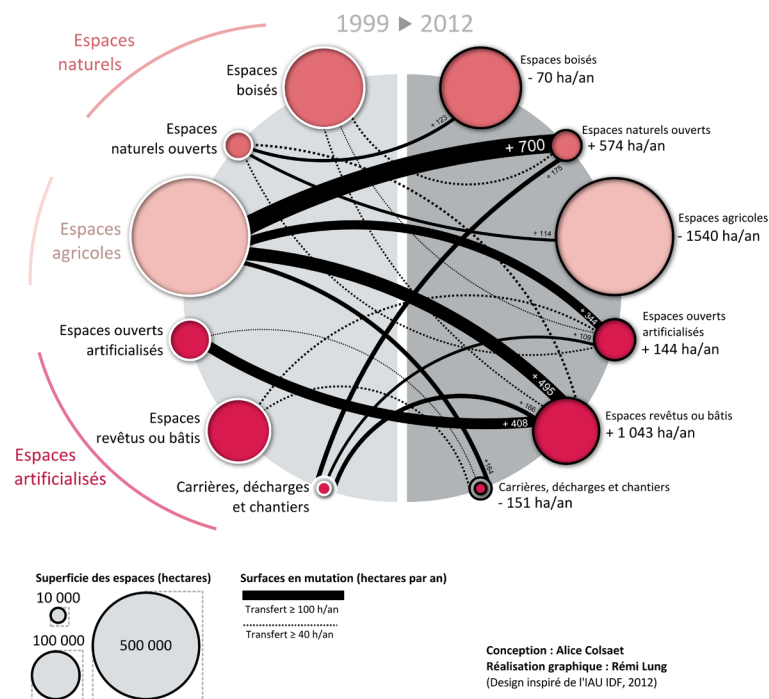 1999 ▶ 2012
Espaces
naturels
Espaces
boisés
Espaces boisés
- 70 ha/an
+ 123
Espaces
naturels ouverts
Espaces naturels ouverts
+ 574 ha/an
+ 700
+ 175
Espaces
agricoles
Espaces agricoles
- 1540 ha/an
+ 114
Espaces ouverts
artificialisés
Espaces ouverts
artificialisés
+ 144 ha/an
+ 344
+ 109
+ 495
Espaces
revêtus ou bâtis
Espaces revêtus ou bâtis
+ 1 043 ha/an
+ 166
+ 408
Espaces
artificialisés
+164
Carrières, décharges
et chantiers
Carrières, décharges et chantiers
- 151 ha/an
Superficie des espaces (hectares)
10 000
100 000
500 000
Surfaces en mutation (hectares par an)
Transfert ≥ 100 h/an
Transfert ≥ 40 h/an
Conception : Alice Colsaet
Réalisation graphique : Rémi Lung
(Design inspiré de l'IAU IDF, 2012)